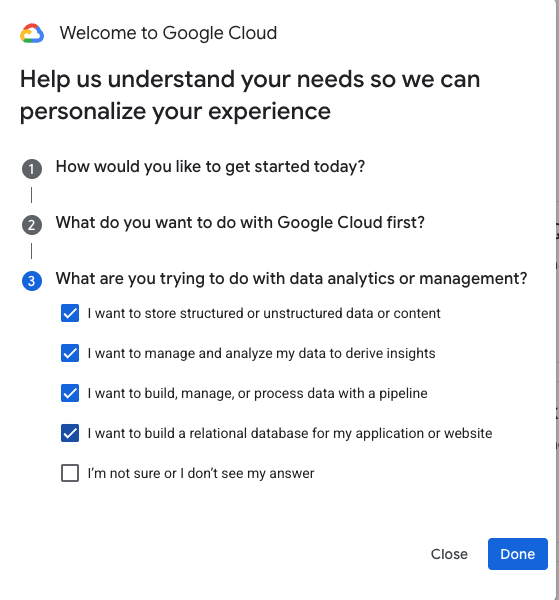 Welcome to Google Cloud
Help us understand your needs so we can
personalize your experience
1 How would you like to get started today?
2 What do you want to do with Google Cloud first?
3 What are you trying to do with data analytics or management?
I want to store structured or unstructured data or content
I want to manage and analyze my data to derive insights
I want to build, manage, or process data with a pipeline
I want to build a relational database for my application or website
I'm not sure or I don't see my answer
Close Done